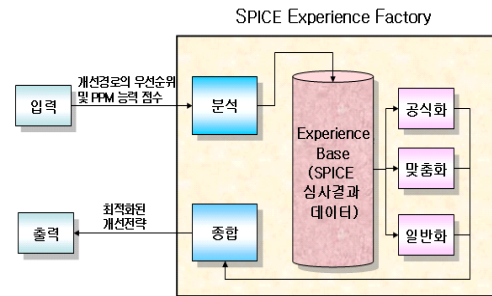 SPICE Experience Factory
개선경로의 우선순위
및 PPM 능력 점수
입력
분석
Experience
Base
(SPICE
심사결과
데이터)
공식화
맞춤화
일반화
최적화된
개선전략
출력
종합